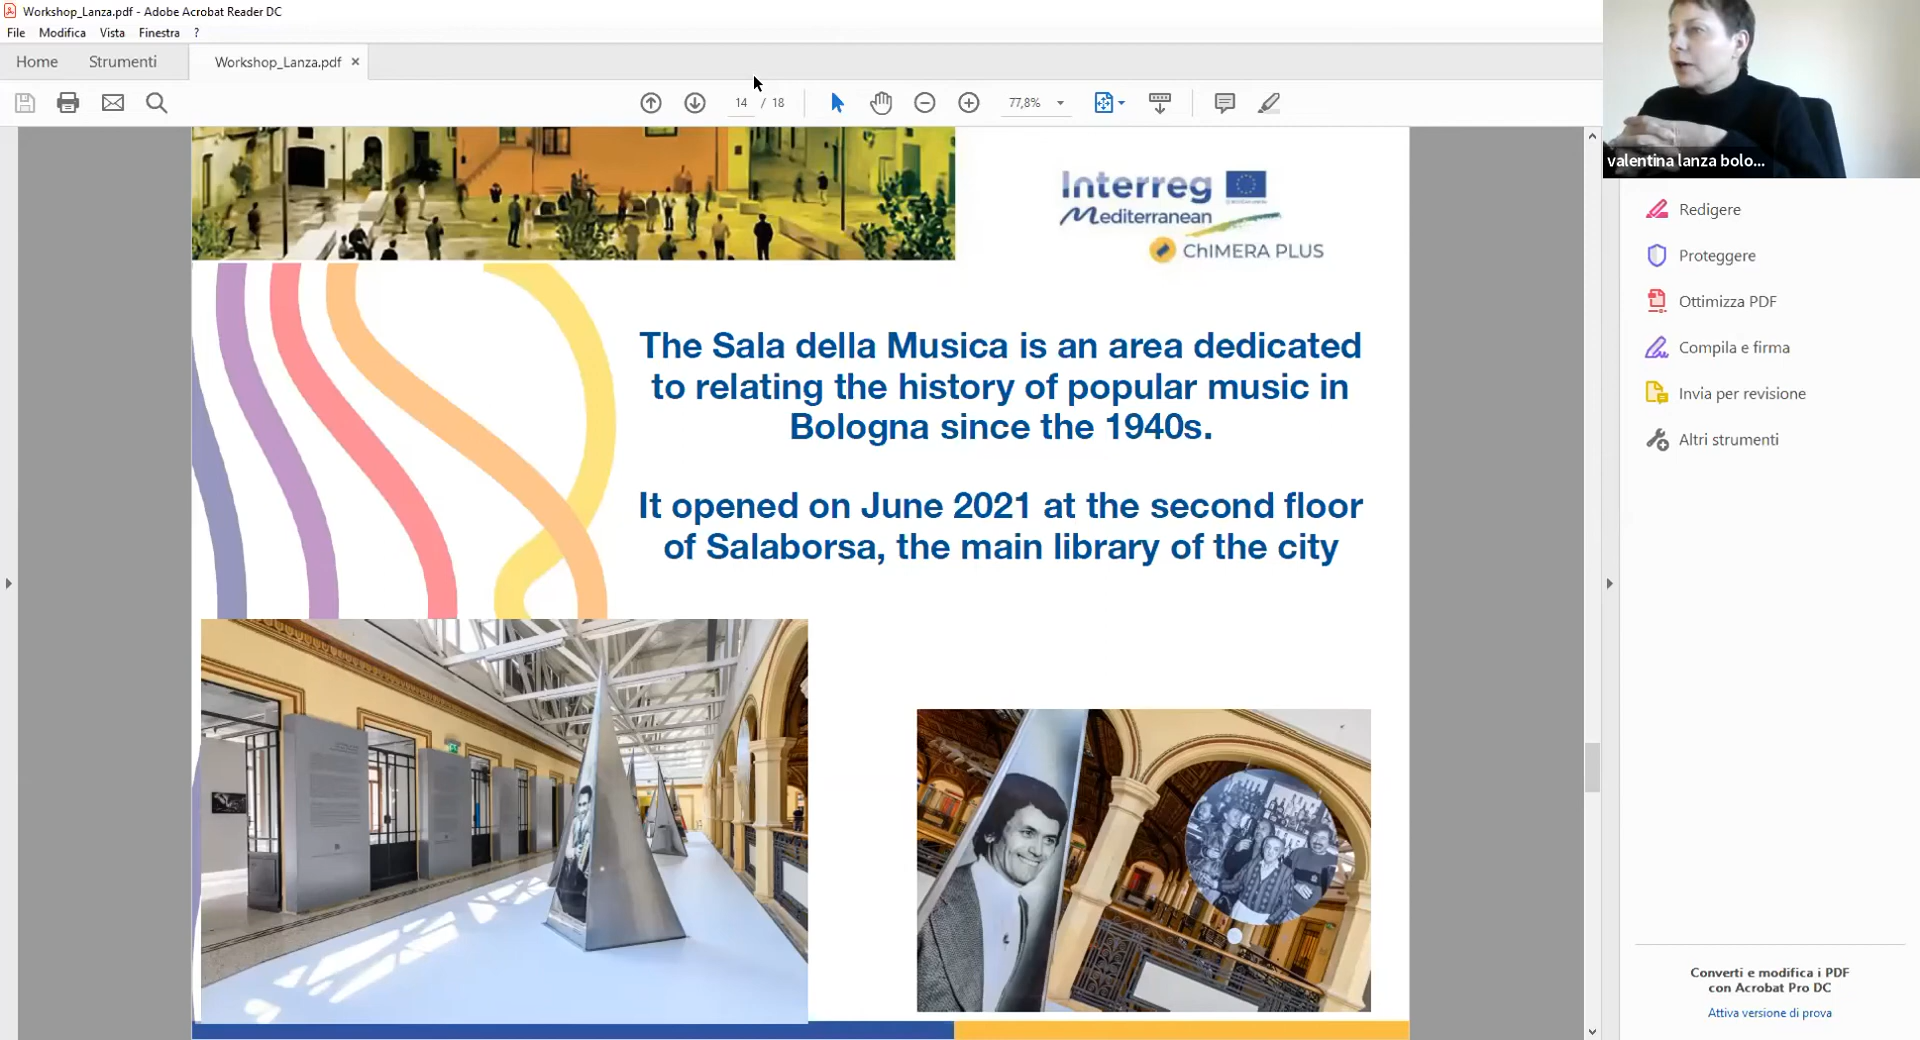 Workshop_Lanza.pdf - Adobe Acrobat Reader DC
File Modifica Vista Finestra ?
Home Strumenti Workshop_Lanza.pdf ×
14 / 18 77,8%
valentina lanza bolo...
Interreg
Mediterranean
ChIMERA PLUS
The Sala della Musica is an area dedicated
to relating the history of popular music in
Bologna since the 1940s.
It opened on June 2021 at the second floor
of Salaborsa, the main library of the city
Redigere
Proteggere
Ottimizza PDF
Compila e firma
Invia per revisione
Altri strumenti
Converti e modifica i PDF
con Acrobat Pro DC
Attiva versione di prova